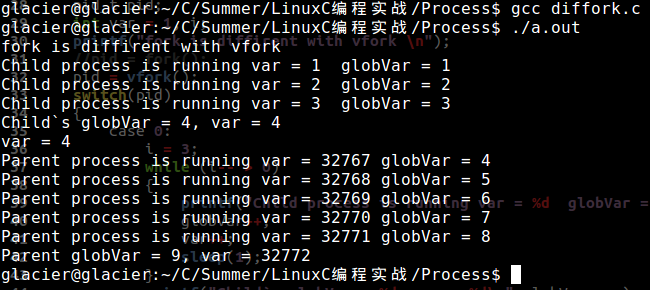 glacier@glacier:~/C/Summer/LinuxC编程实战/Process$ gcc diffork.c
glacier@glacier:~/C/Summer/LinuxC编程实战/Process$ ./a.out
fork is diffirent with vfork
Child process is running var = 1  globVar = 1
Child process is running var = 2  globVar = 2
Child process is running var = 3  globVar = 3
Child`s globVar = 4, var = 4
var = 4
Parent process is running var = 32767 globVar = 4
Parent process is running var = 32768 globVar = 5
Parent process is running var = 32769 globVar = 6
Parent process is running var = 32770 globVar = 7
Parent process is running var = 32771 globVar = 8
Parent globVar = 9, var = 32772
glacier@glacier:~/C/Summer/LinuxC编程实战/Process$